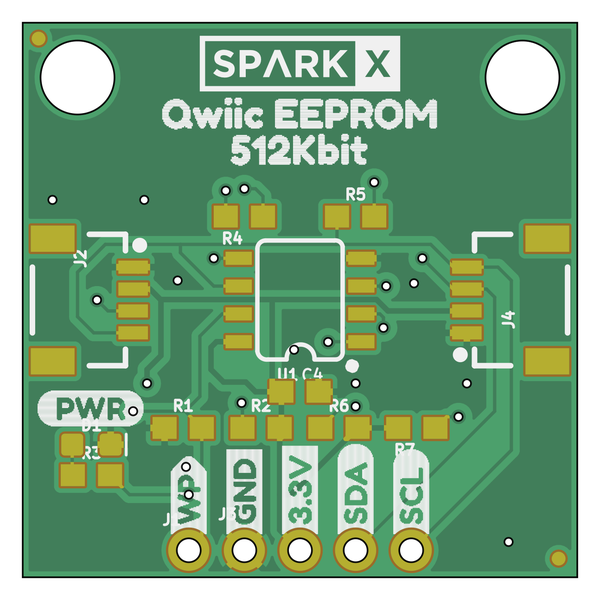 SPARK X
Qwiic EEPROM
512Kbit
R5
R4
J2
J4
U1 C4
PWR
R1
R2
R6
D1
R3
R7
WP
GND
3.3V
SDA
SCL